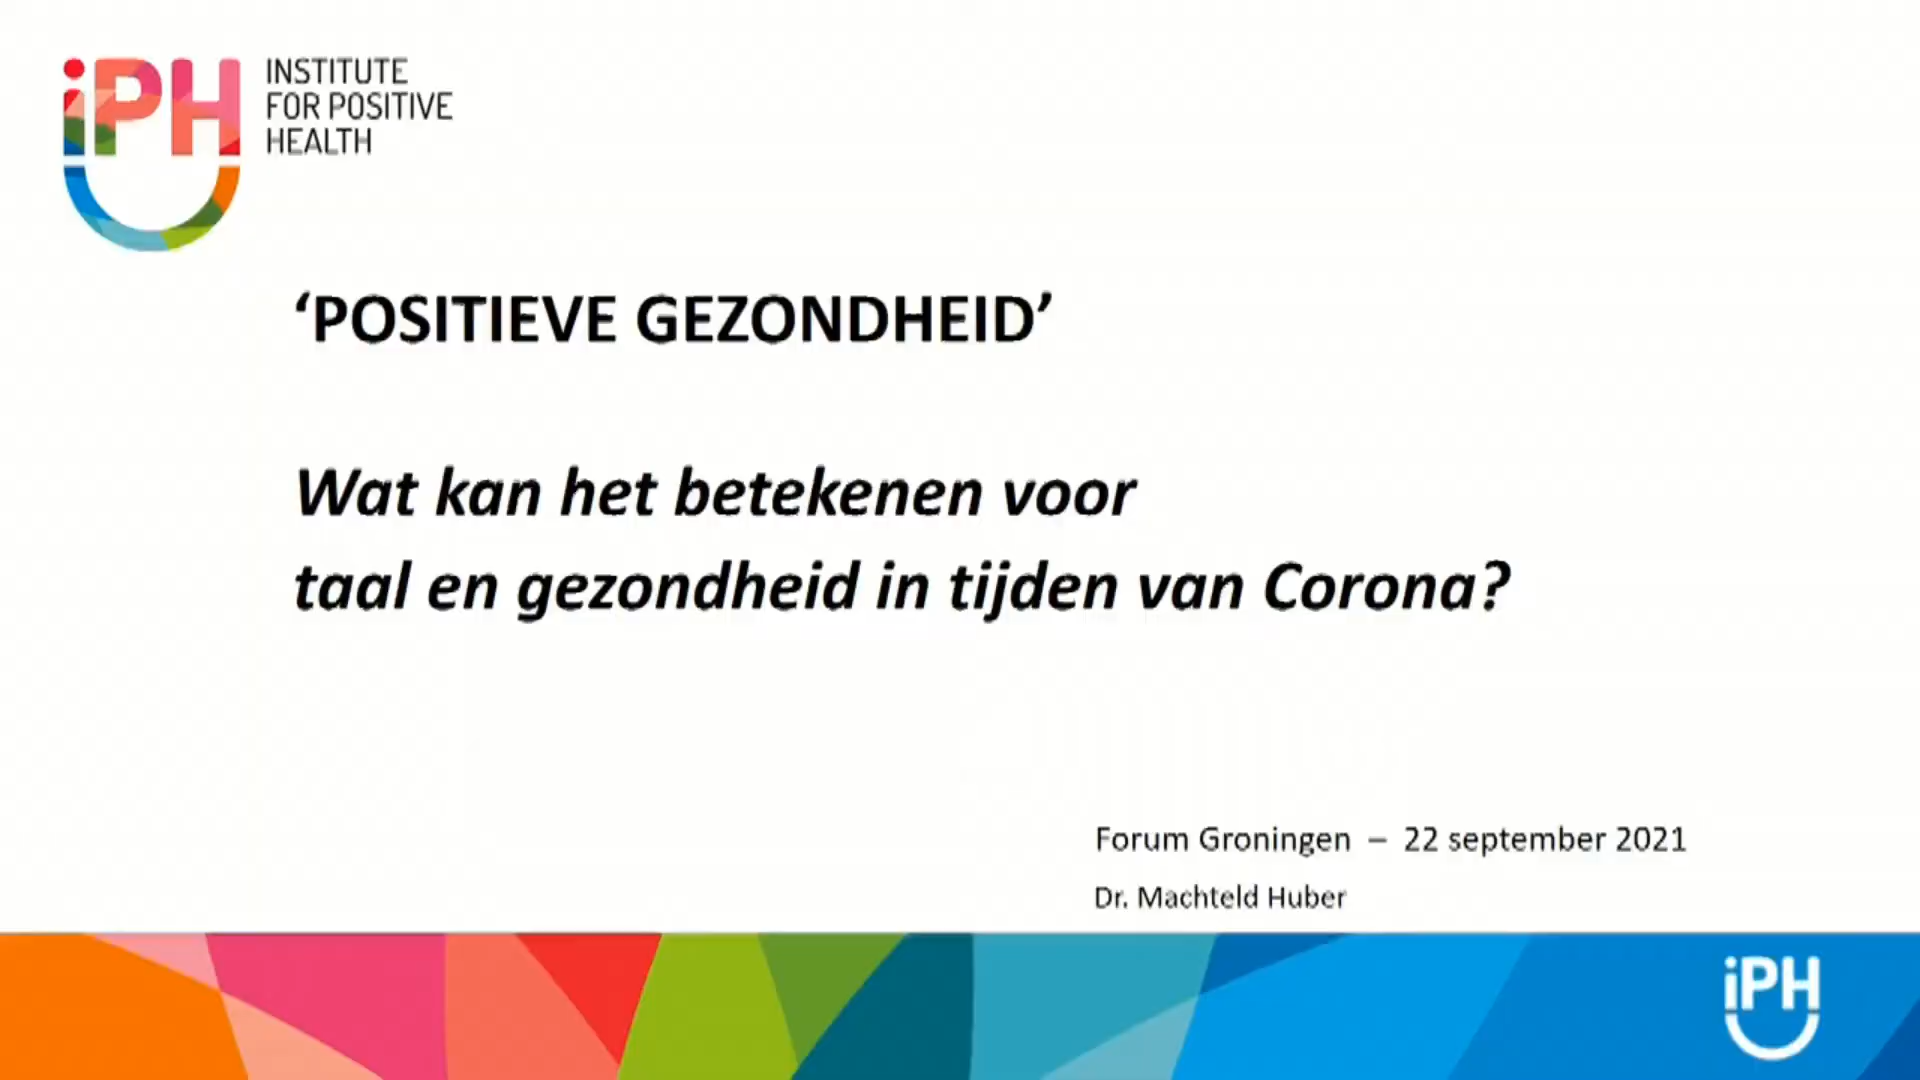 iPH
INSTITUTE
FOR POSITIVE
HEALTH
‘POSITIEVE GEZONDHEID’
Wat kan het betekenen voor
taal en gezondheid in tijden van Corona?
Forum Groningen – 22 september 2021
Dr. Machteld Huber
iPH